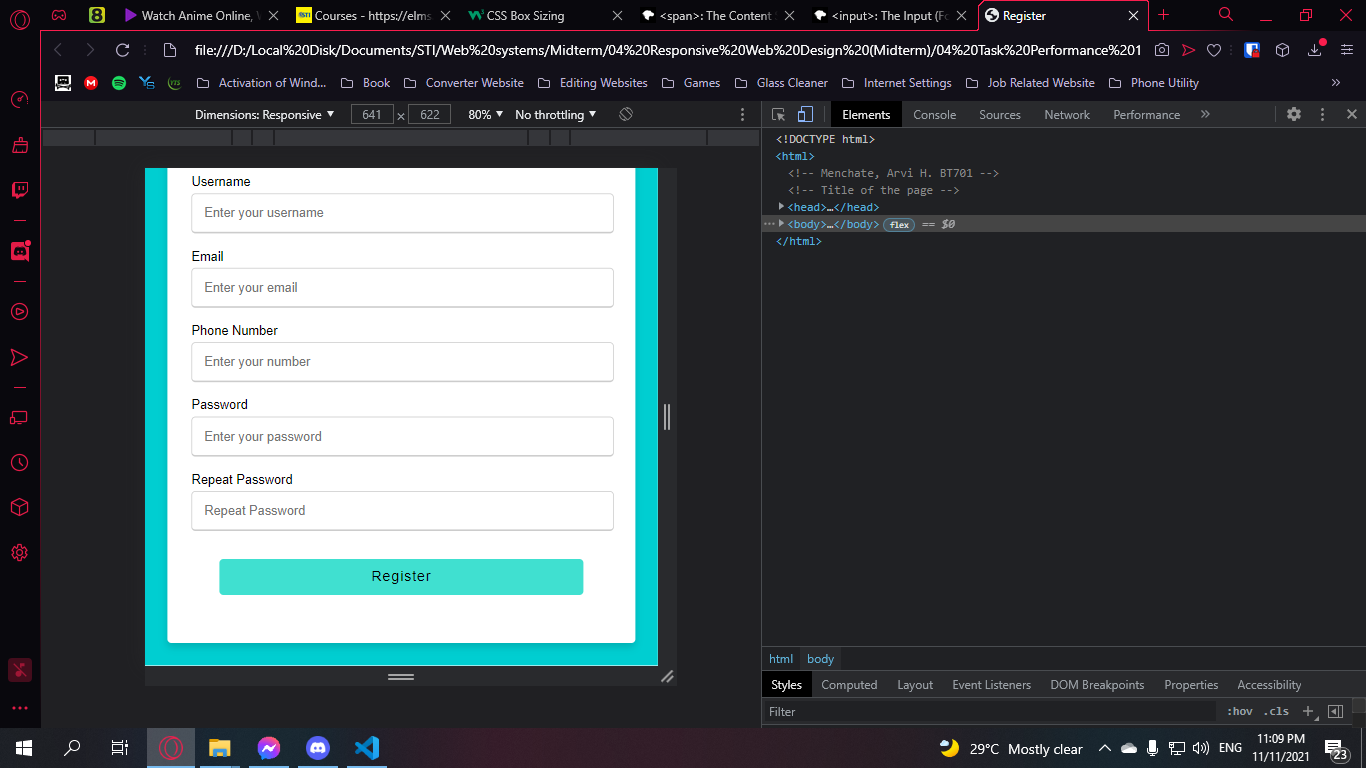 Watch Anime Online, W
Courses - https://elms
CSS Box Sizing
<span>: The Content S
<input>: The Input (Fo
Register
file:///D:/Local%20Disk/Documents/STI/Web%20systems/Midterm/04%20Responsive%20Web%20Design%20(Midterm)/04%20Task%20Performance%201
Activation of Wind...
Book
Converter Website
Editing Websites
Games
Glass Cleaner
Internet Settings
Job Related Website
Phone Utility
»
Dimensions: Responsive ▼ 641 × 622 80% ▼ No throttling ▼
Elements Console Sources Network Performance »
<!DOCTYPE html>
<html>
<!-- Menchate, Arvi H. BT701 -->
<!-- Title of the page -->
<head>…</head>
<body>…</body> flex == $0
</html>
Username
Enter your username
Email
Enter your email
Phone Number
Enter your number
Password
Enter your password
Repeat Password
Repeat Password
Register
html body
Styles Computed Layout Event Listeners DOM Breakpoints Properties Accessibility
Filter :hov .cls
29°C Mostly clear ENG
11:09 PM
11/11/2021
23